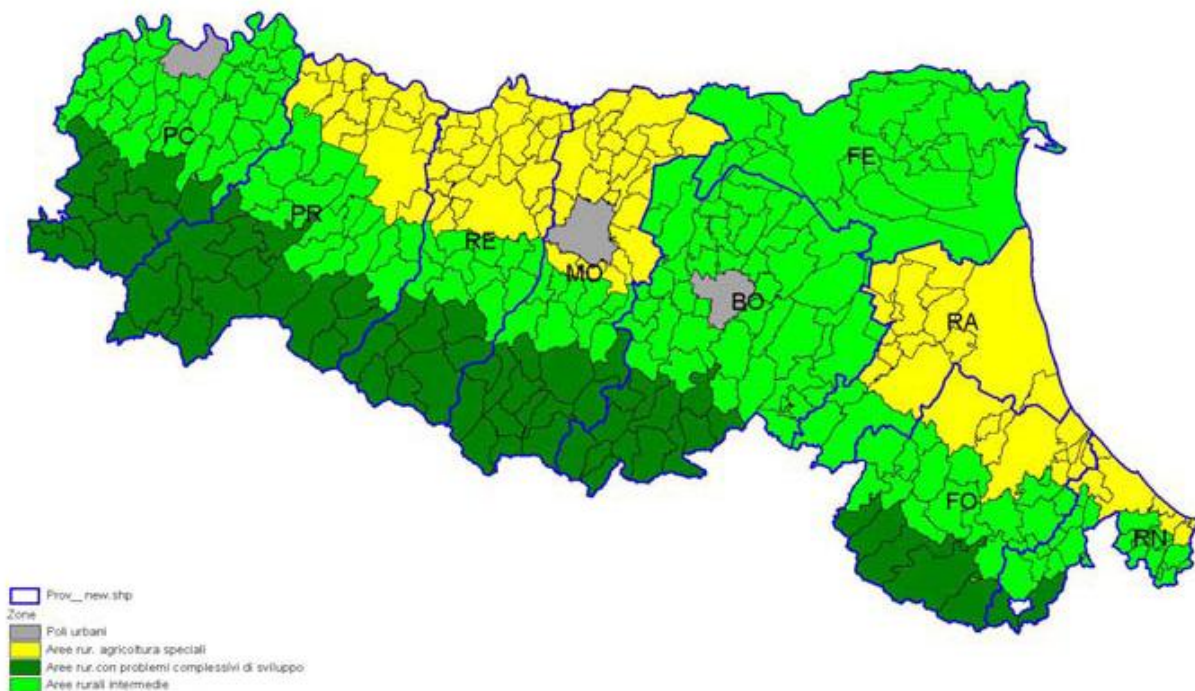 PC
FE
PR
RE
MO
BO
RA
FO
RN
Prov__new.shp
Zone
Poli urbani
Aree rur. agricoltura speciali
Aree rur.con problemi complessivi di sviluppo
Aree rurali intermedie